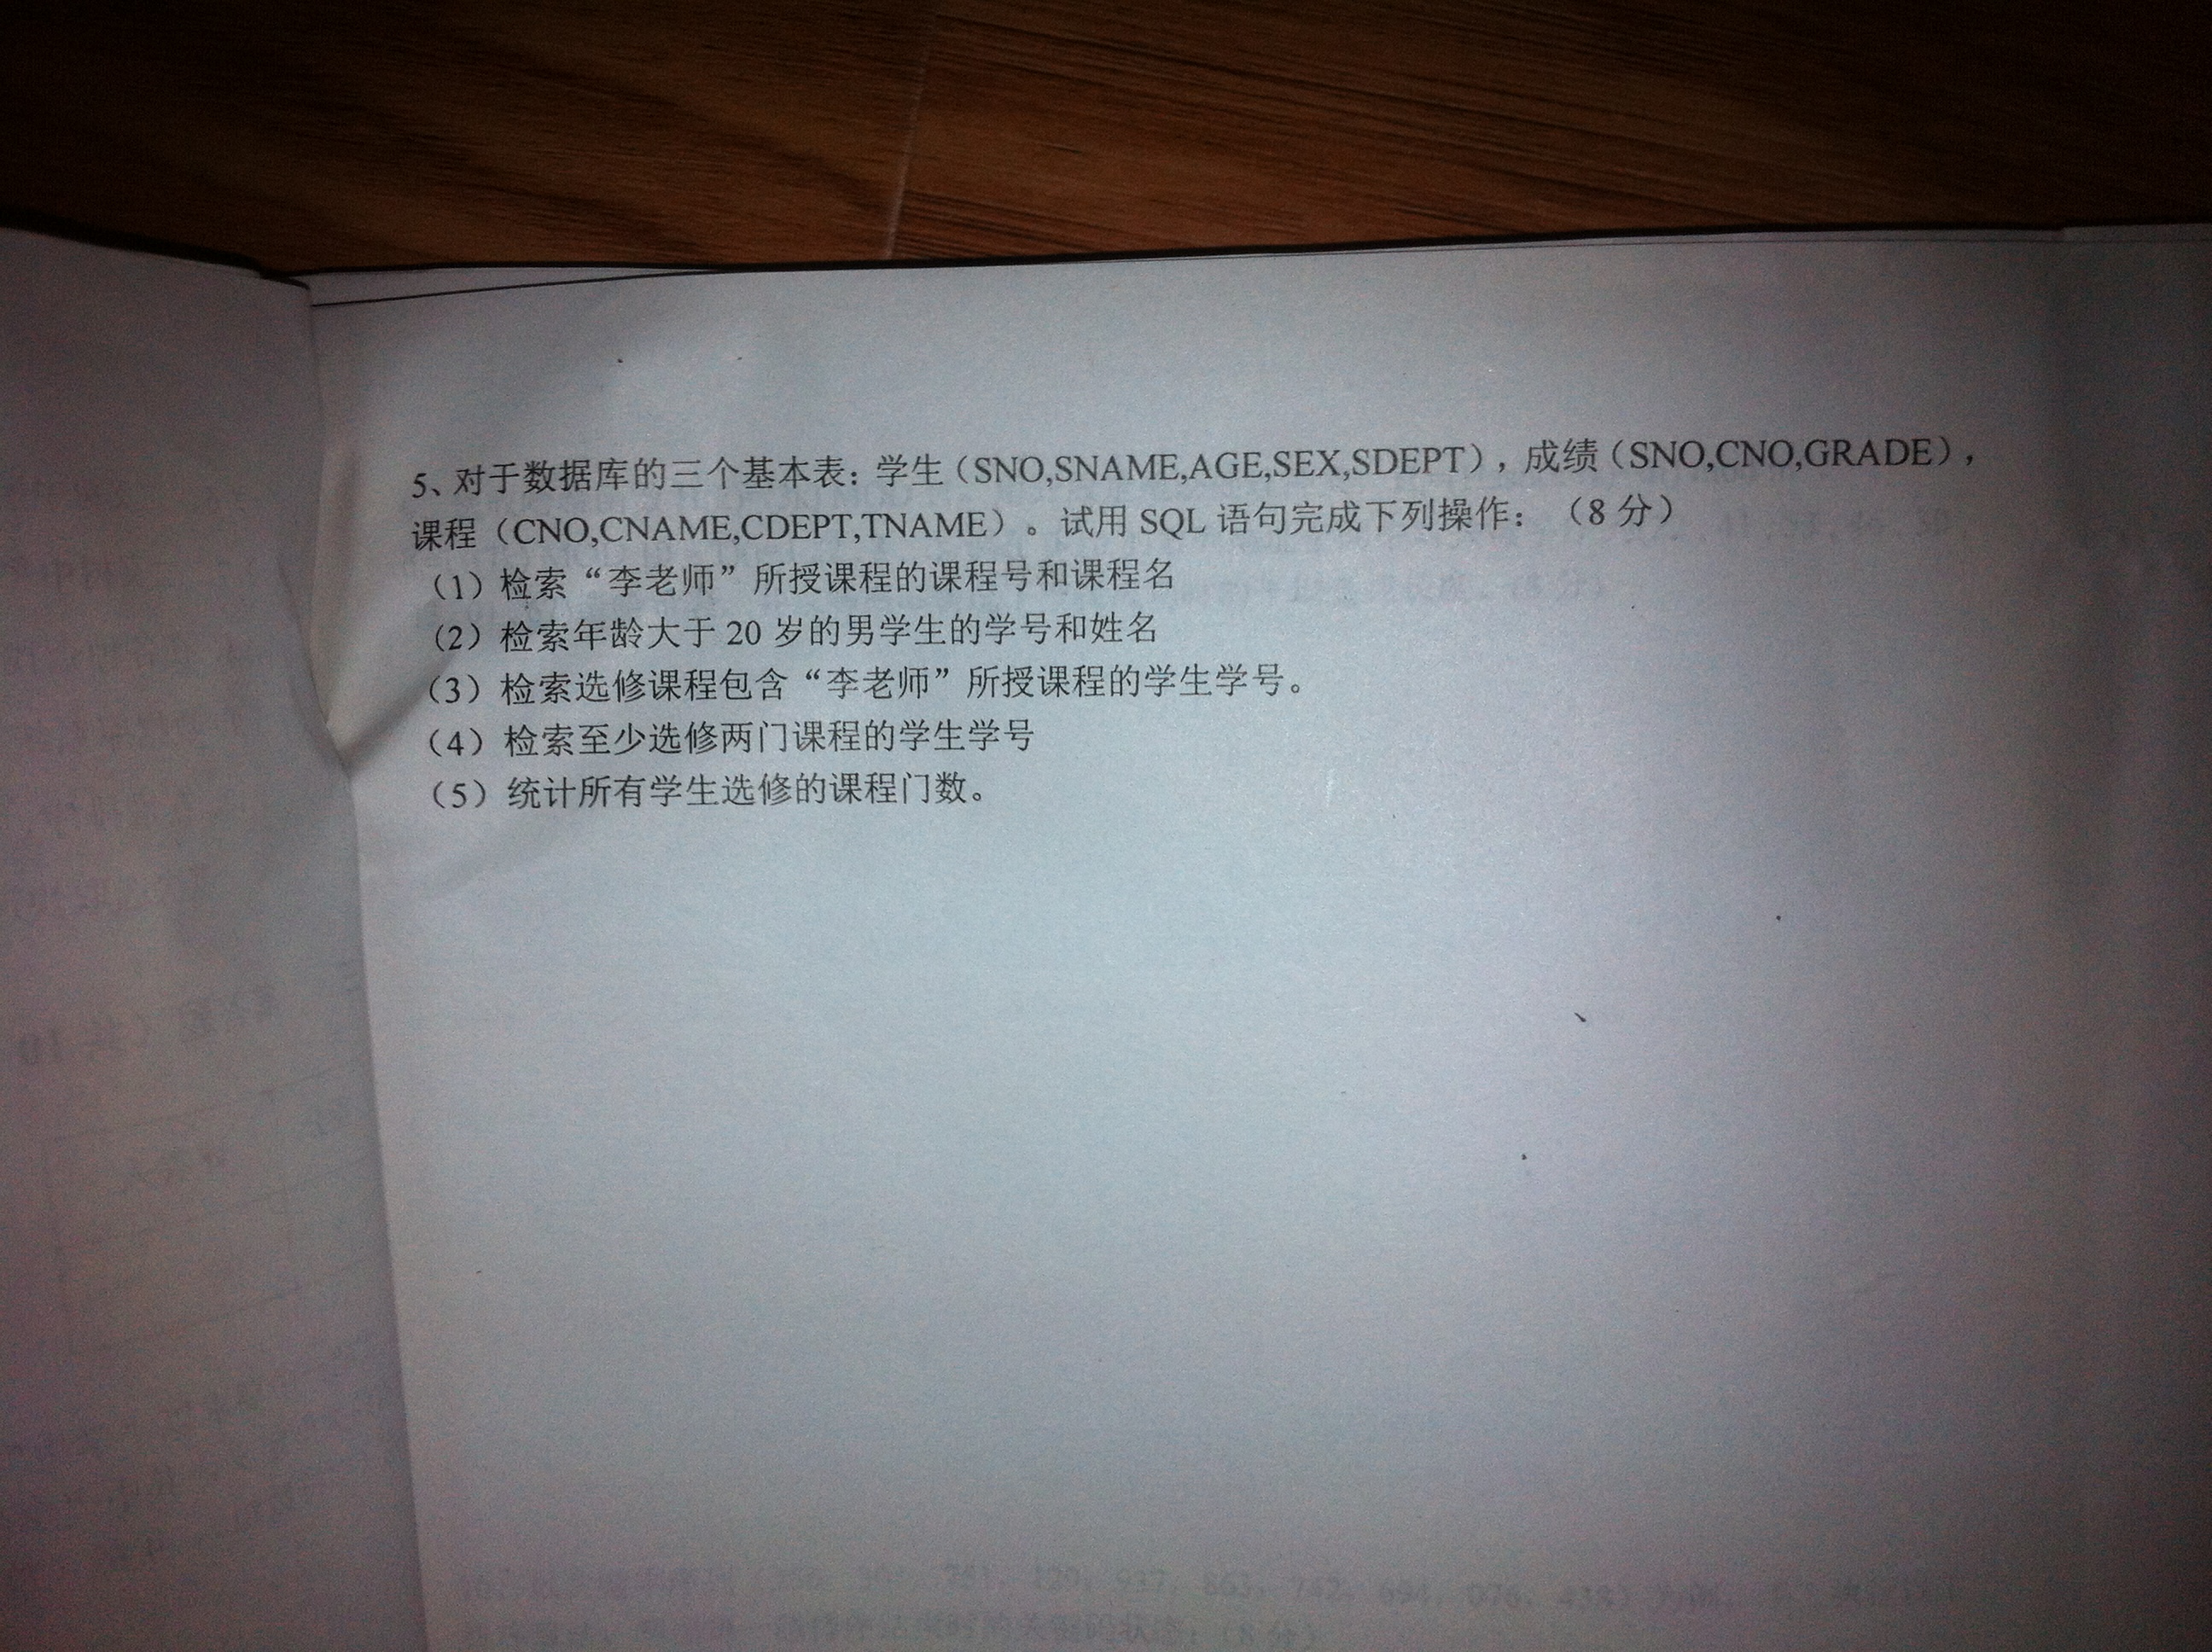 5、对于数据库的三个基本表：学生（SNO,SNAME,AGE,SEX,SDEPT），成绩（SNO,CNO,GRADE），
课程（CNO,CNAME,CDEPT,TNAME）。试用 SQL 语句完成下列操作：（8 分）
（1）检索“李老师”所授课程的课程号和课程名
（2）检索年龄大于 20 岁的男学生的学号和姓名
（3）检索选修课程包含“李老师”所授课程的学生学号。
（4）检索至少选修两门课程的学生学号
（5）统计所有学生选修的课程门数。